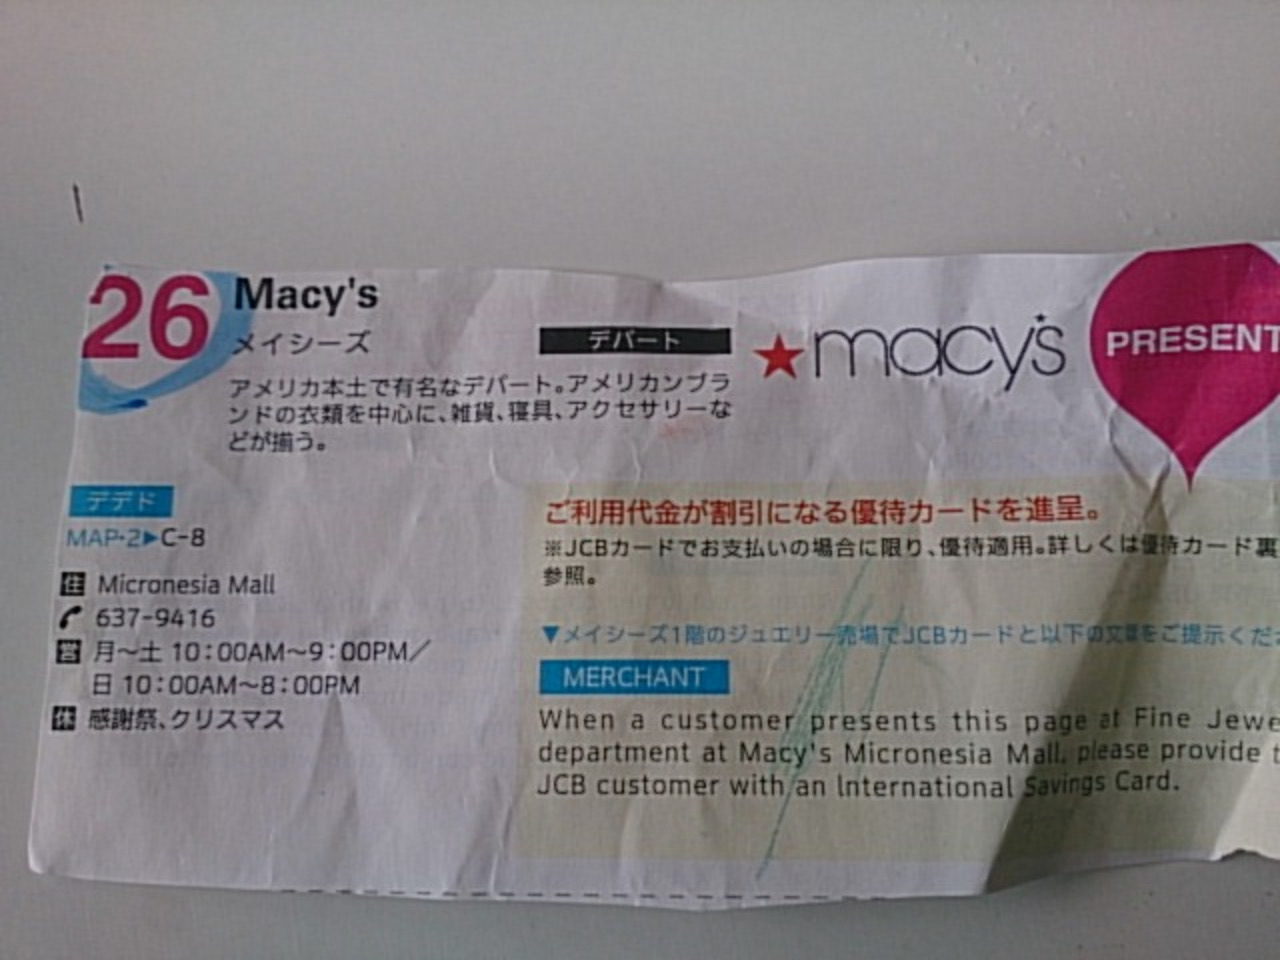 26 Macy's
メイシーズ
デパート
★macy's
PRESENT
アメリカ本土で有名なデパート。アメリカンブラ
ンドの衣類を中心に、雑貨、寝具、アクセサリーな
どが揃う。
デデド
MAP・2▶C-8
住 Micronesia Mall
637-9416
営 月〜土 10：00AM〜9：00PM／
日 10：00AM〜8：00PM
休 感謝祭、クリスマス
ご利用代金が割引になる優待カードを進呈。
※JCBカードでお支払いの場合に限り、優待適用。詳しくは優待カード裏
参照。
▼メイシーズ1階のジュエリー売場でJCBカードと以下の文章をご提示くだ
MERCHANT
When a customer presents this page at Fine Jewe
department at Macy's Micronesia Mall, please provide t
JCB customer with an International Savings Card.